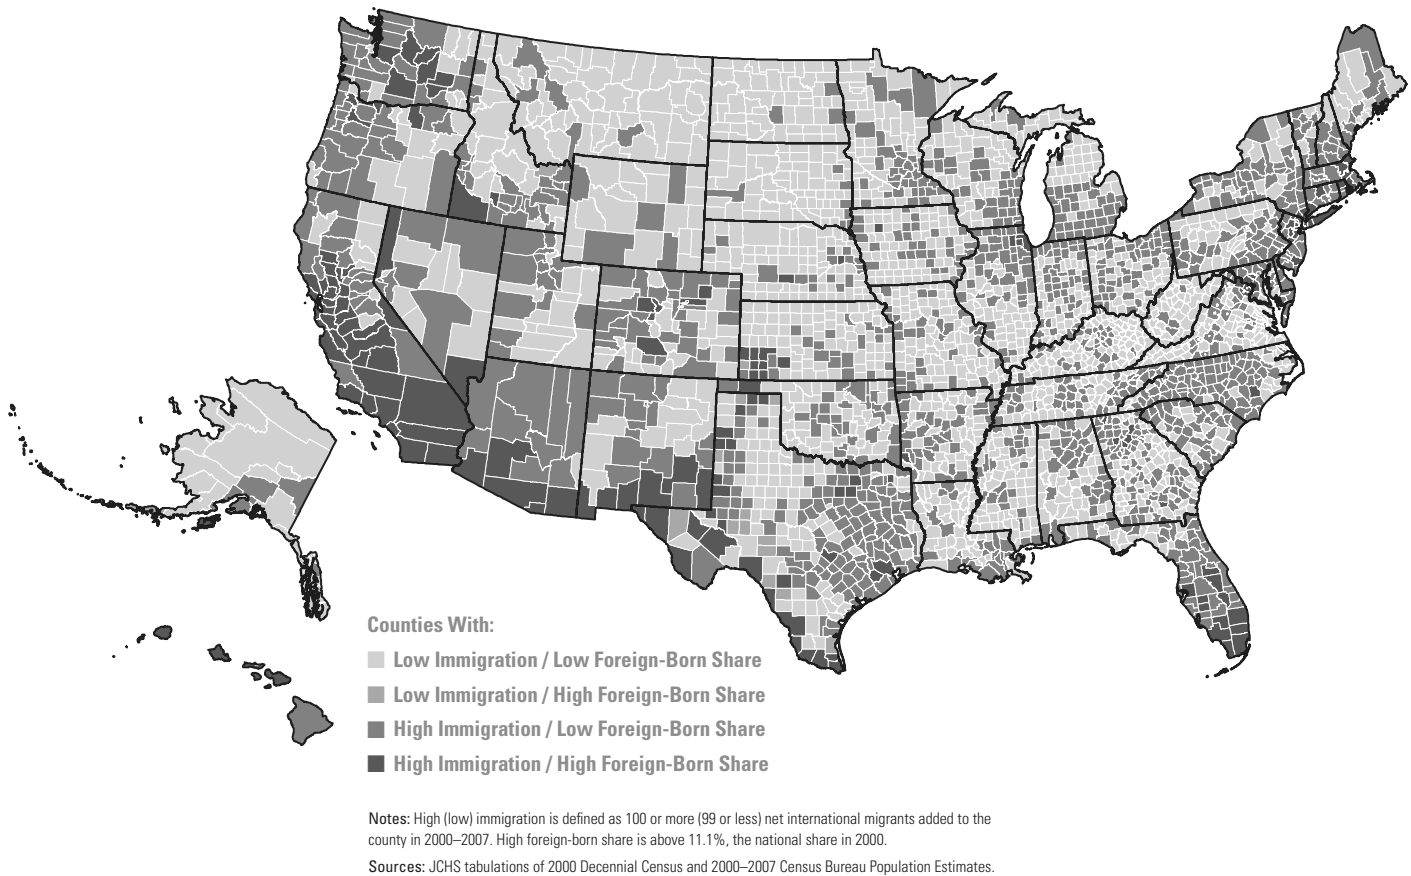 Counties With:
Low Immigration / Low Foreign-Born Share
Low Immigration / High Foreign-Born Share
High Immigration / Low Foreign-Born Share
High Immigration / High Foreign-Born Share
Notes: High (low) immigration is defined as 100 or more (99 or less) net international migrants added to the
county in 2000–2007. High foreign-born share is above 11.1%, the national share in 2000.
Sources: JCHS tabulations of 2000 Decennial Census and 2000–2007 Census Bureau Population Estimates.